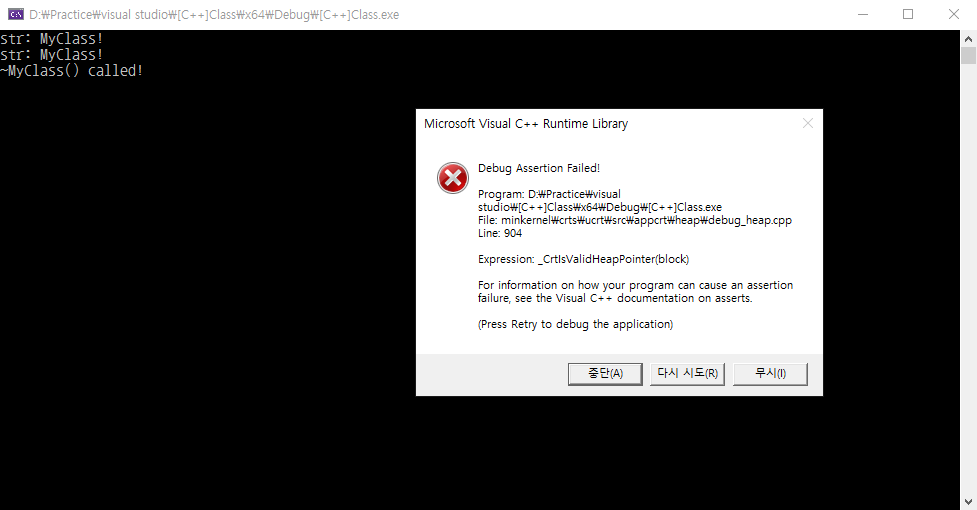 D:₩Practice₩visual studio₩[C++]Class₩x64₩Debug₩[C++]Class.exe
str: MyClass!
str: MyClass!
~MyClass() called!
Microsoft Visual C++ Runtime Library
Debug Assertion Failed!
Program: D:₩Practice₩visual
studio₩[C++]Class₩x64₩Debug₩[C++]Class.exe
File: minkernel₩crts₩ucrt₩src₩appcrt₩heap₩debug_heap.cpp
Line: 904
Expression: _CrtIsValidHeapPointer(block)
For information on how your program can cause an assertion
failure, see the Visual C++ documentation on asserts.
(Press Retry to debug the application)
중단(A) 다시 시도(R) 무시(I)